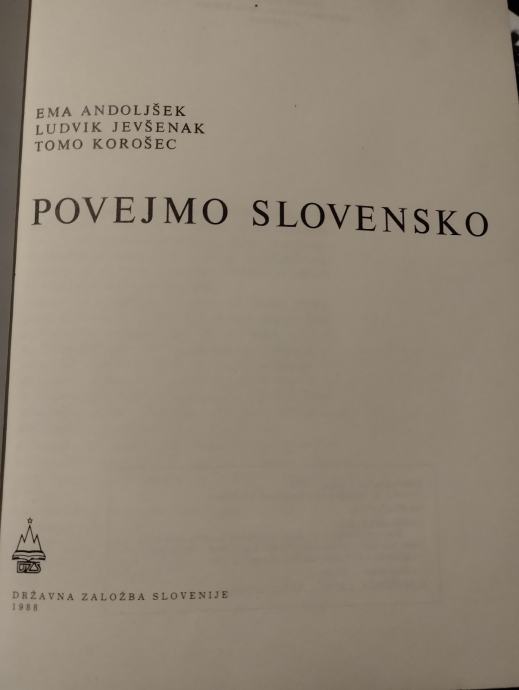 EMA ANDOLJŠEK
LUDVIK JEVŠENAK
TOMO KOROŠEC
POVEJMO SLOVENSKO
DZS
DRŽAVNA ZALOŽBA SLOVENIJE
1988